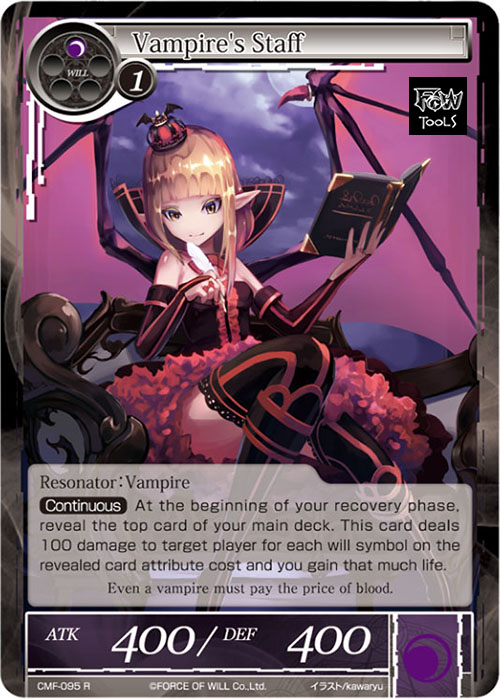 Vampire's Staff
WILL
1
FOW
TOOLS
Resonator:Vampire
Continuous At the beginning of your recovery phase,
reveal the top card of your main deck. This card deals
100 damage to target player for each will symbol on the
revealed card attribute cost and you gain that much life.
Even a vampire must pay the price of blood.
ATK 400 / DEF 400
CMF-095 R ©FORCE OF WILL Co.,Ltd. イラスト/kawaryu